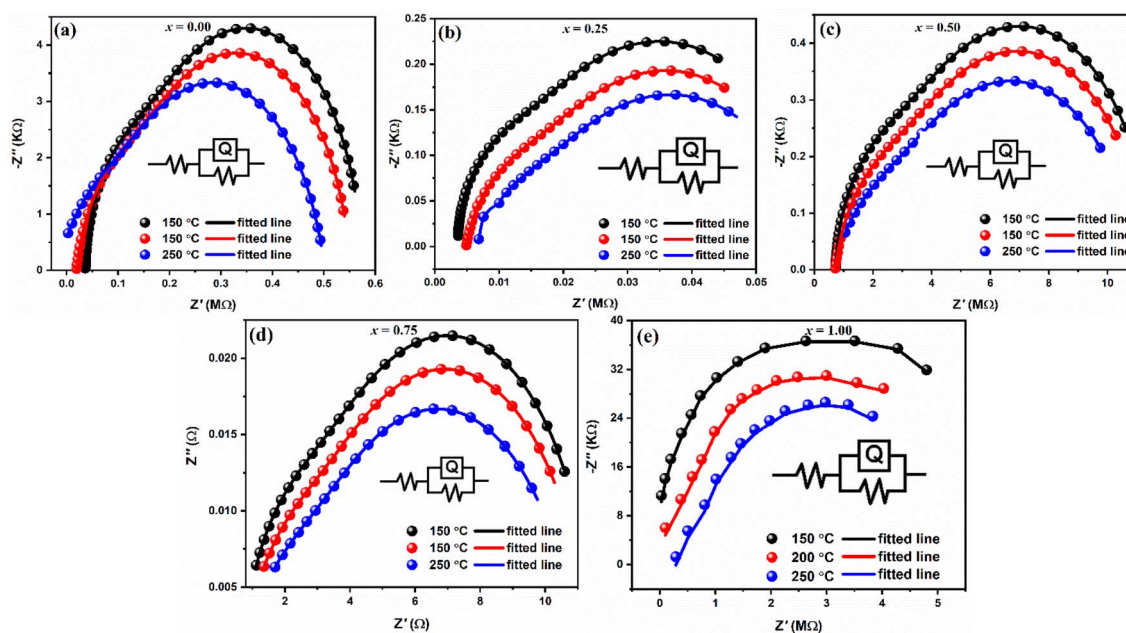 (a) x = 0.00
-Z'' (KΩ)
4
3
2
1
0
Q
150 °C fitted line
150 °C fitted line
250 °C fitted line
0.0 0.1 0.2 0.3 0.4 0.5 0.6
Z' (MΩ)
(b) x = 0.25
-Z'' (KΩ)
0.25
0.20
0.15
0.10
0.05
0.00
Q
150 °C fitted line
150 °C fitted line
250 °C fitted line
0.00 0.01 0.02 0.03 0.04
Z' (MΩ)
(c) x = 0.50
-Z'' (KΩ)
0.4
0.3
0.2
0.1
0.0
Q
150 °C fitted line
150 °C fitted line
250 °C fitted line
0 2 4 6 8 10
Z' (MΩ)
(d) x = 0.75
Z'' (Ω)
0.020
0.015
0.010
0.005
Q
150 °C fitted line
150 °C fitted line
250 °C fitted line
2 4 6 8 10
Z' (Ω)
(e) x = 1.00
-Z'' (KΩ)
36
32
24
16
8
0
Q
150 °C fitted line
200 °C fitted line
250 °C fitted line
0 1 2 3 4 5
Z' (MΩ)